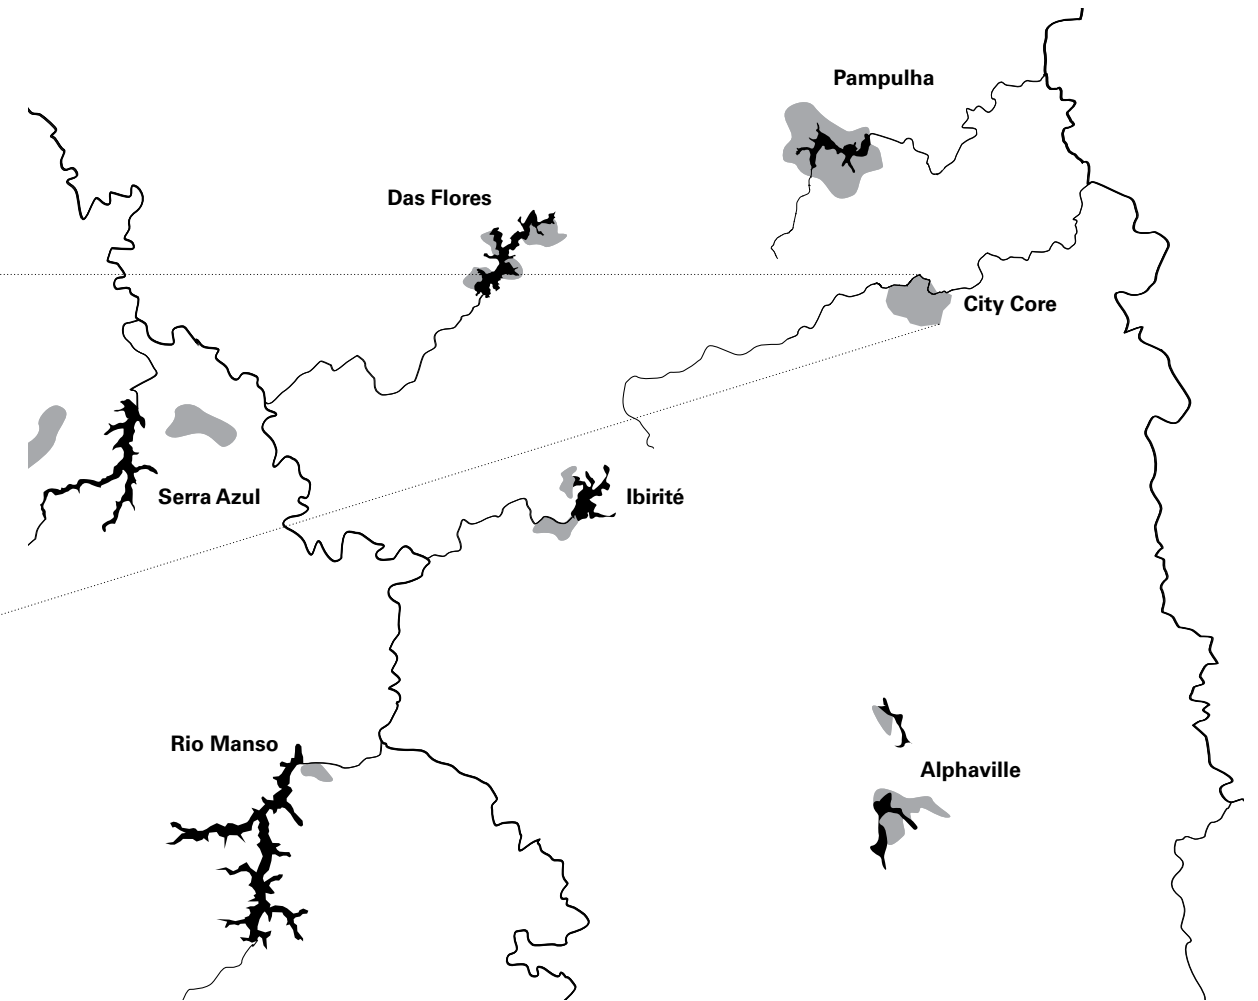 Pampulha
Das Flores
City Core
Serra Azul
Ibirité
Rio Manso
Alphaville